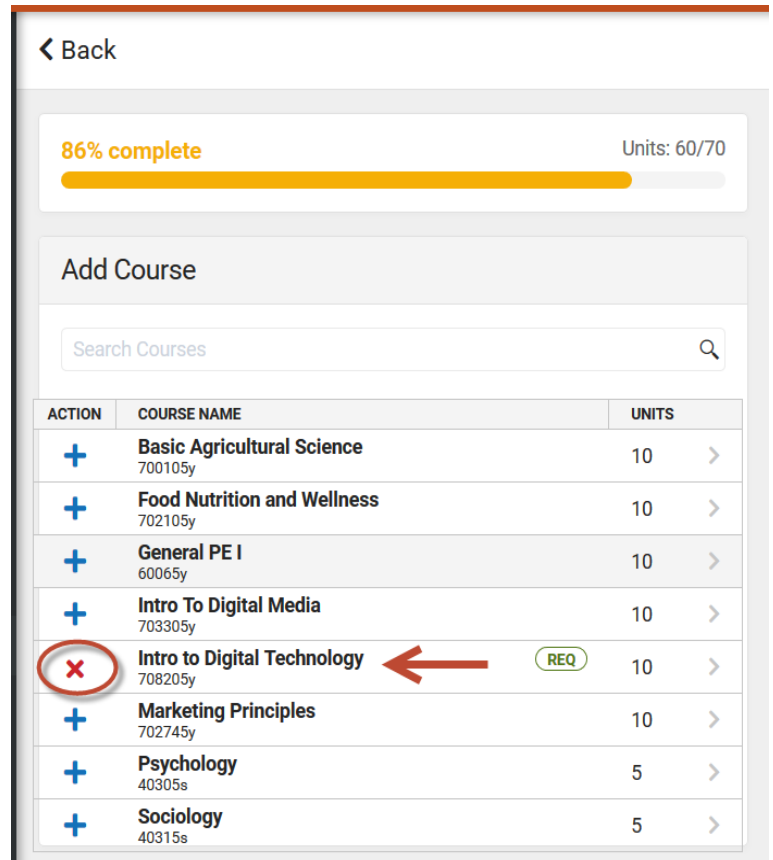 Back
86% complete Units: 60/70
Add Course
Search Courses
ACTION COURSE NAME UNITS
Basic Agricultural Science 10
700105y
Food Nutrition and Wellness 10
702105y
General PE I 10
60065y
Intro To Digital Media 10
703305y
Intro to Digital Technology REQ 10
708205y
Marketing Principles 10
702745y
Psychology 5
40305s
Sociology 5
40315s